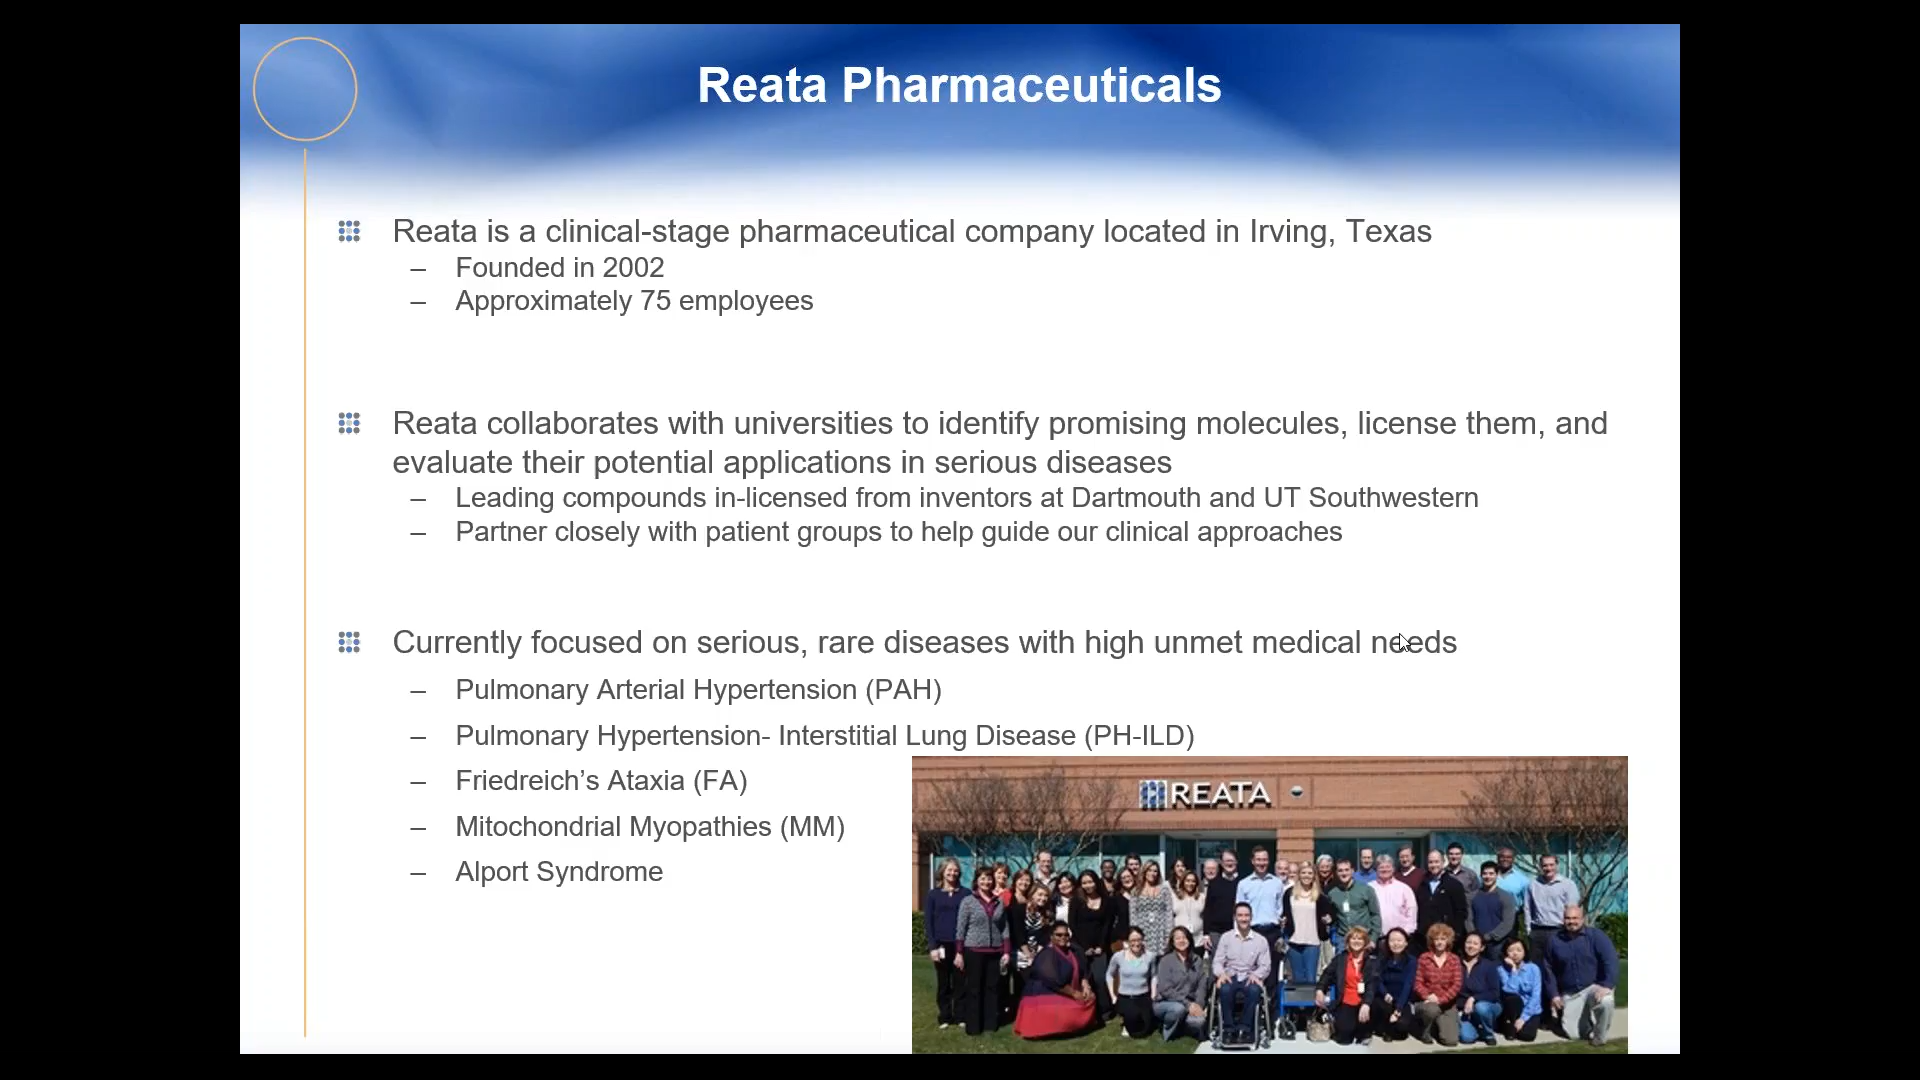 Reata Pharmaceuticals
Reata is a clinical-stage pharmaceutical company located in Irving, Texas
– Founded in 2002
– Approximately 75 employees
Reata collaborates with universities to identify promising molecules, license them, and
evaluate their potential applications in serious diseases
– Leading compounds in-licensed from inventors at Dartmouth and UT Southwestern
– Partner closely with patient groups to help guide our clinical approaches
Currently focused on serious, rare diseases with high unmet medical needs
– Pulmonary Arterial Hypertension (PAH)
– Pulmonary Hypertension- Interstitial Lung Disease (PH-ILD)
– Friedreich’s Ataxia (FA)
– Mitochondrial Myopathies (MM)
– Alport Syndrome
REATA